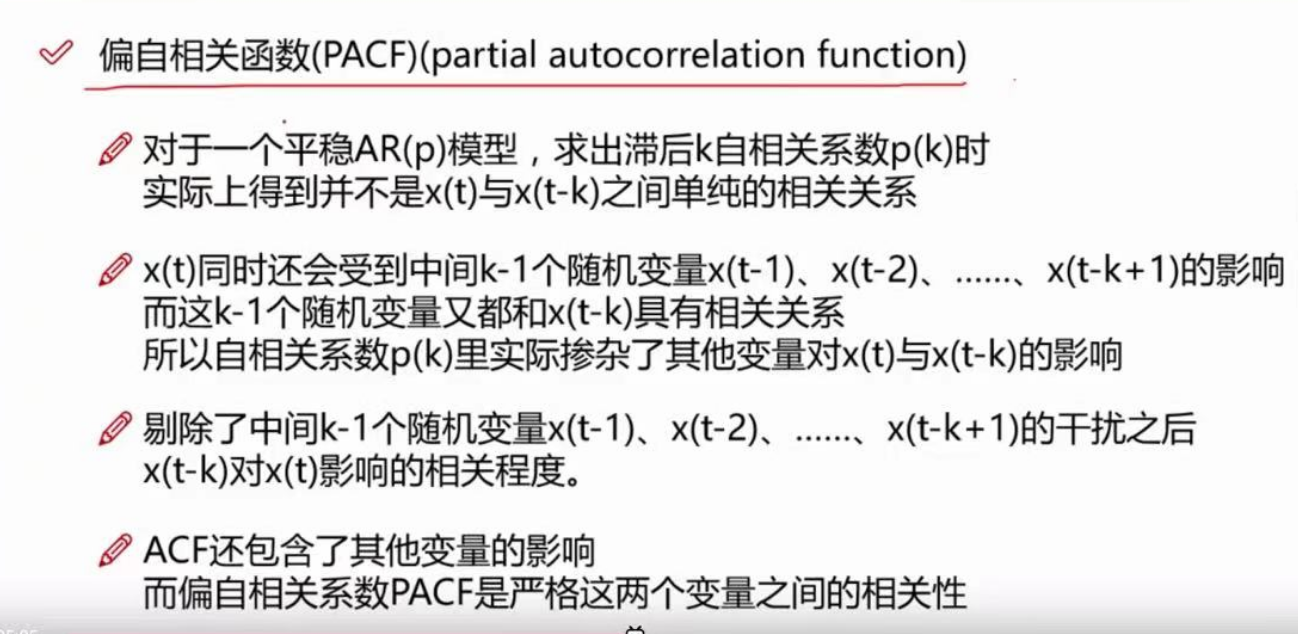 偏自相关函数(PACF)(partial autocorrelation function)
对于一个平稳AR(p)模型，求出滞后k自相关系数p(k)时
实际上得到并不是x(t)与x(t-k)之间单纯的相关关系
x(t)同时还会受到中间k-1个随机变量x(t-1)、x(t-2)、……、x(t-k+1)的影响
而这k-1个随机变量又都和x(t-k)具有相关关系
所以自相关系数p(k)里实际掺杂了其他变量对x(t)与x(t-k)的影响
剔除了中间k-1个随机变量x(t-1)、x(t-2)、……、x(t-k+1)的干扰之后
x(t-k)对x(t)影响的相关程度。
ACF还包含了其他变量的影响
而偏自相关系数PACF是严格这两个变量之间的相关性